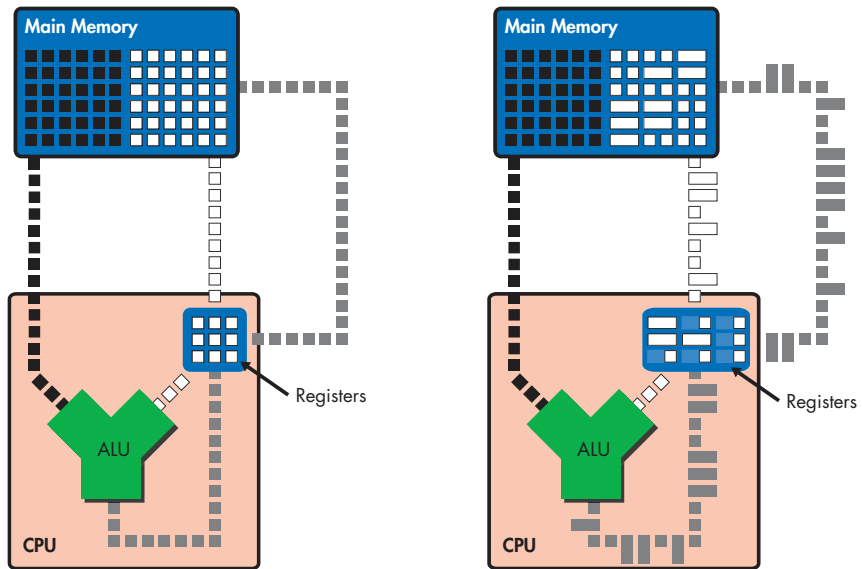 Main Memory
Registers
ALU
CPU
Main Memory
Registers
ALU
CPU